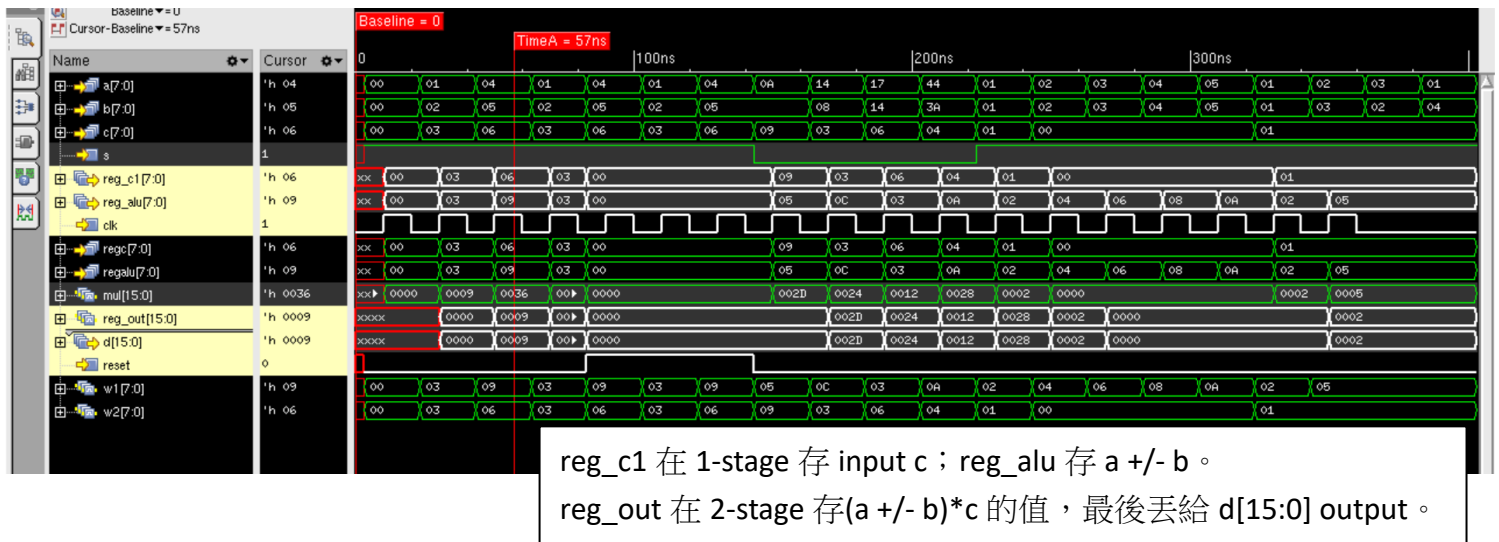 Baseline▼=0
Cursor-Baseline▼=57ns
Baseline = 0
TimeA = 57ns
Name Cursor 0 100ns 200ns 300ns
a[7:0] 'h 04 00 01 04 01 04 01 04 0A 14 17 44 01 02 03 04 05 01 02 03 01
b[7:0] 'h 05 00 02 05 02 05 02 05 08 14 3A 01 02 03 04 05 01 03 02 04
c[7:0] 'h 06 00 03 06 03 06 03 06 09 03 06 04 01 00 01
s 1
reg_c1[7:0] 'h 06 xx 00 03 06 03 00 09 03 06 04 01 00 01
reg_alu[7:0] 'h 09 xx 00 03 09 03 00 05 0C 03 0A 02 04 06 08 0A 02 05
clk 1
regc[7:0] 'h 06 xx 00 03 06 03 00 09 03 06 04 01 00 01
regalu[7:0] 'h 09 xx 00 03 09 03 00 05 0C 03 0A 02 04 06 08 0A 02 05
mul[15:0] 'h 0036 xx 0000 0009 0036 00 0000 002D 0024 0012 0028 0002 0000 0002 0005
reg_out[15:0] 'h 0009 xxxx 0000 0009 00 0000 002D 0024 0012 0028 0002 0000 0002
d[15:0] 'h 0009 xxxx 0000 0009 00 0000 002D 0024 0012 0028 0002 0000 0002
reset 0
w1[7:0] 'h 09 00 03 09 03 09 03 09 05 0C 03 0A 02 04 06 08 0A 02 05
w2[7:0] 'h 06 00 03 06 03 06 03 06 09 03 06 04 01 00 01
reg_c1 在 1-stage 存 input c；reg_alu 存 a +/- b。
reg_out 在 2-stage 存(a +/- b)*c 的值，最後丟給 d[15:0] output。